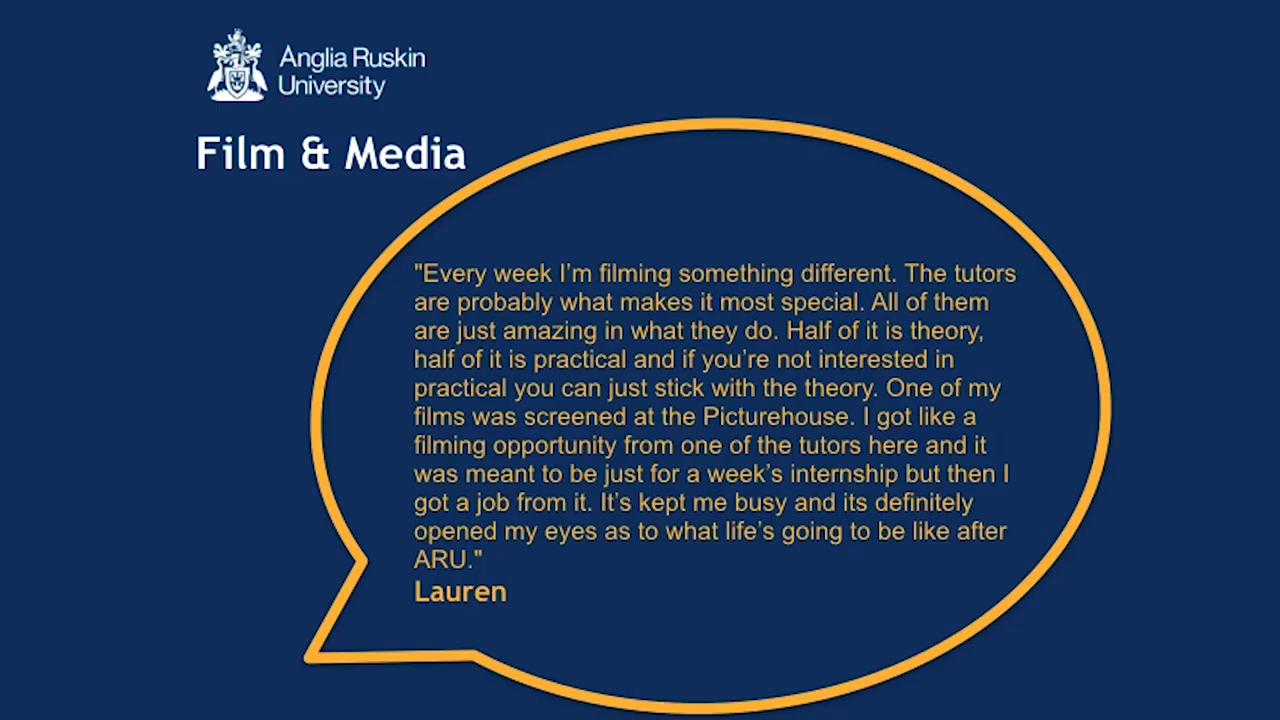 Anglia Ruskin
University
Film & Media
"Every week I’m filming something different. The tutors
are probably what makes it most special. All of them
are just amazing in what they do. Half of it is theory,
half of it is practical and if you’re not interested in
practical you can just stick with the theory. One of my
films was screened at the Picturehouse. I got like a
filming opportunity from one of the tutors here and it
was meant to be just for a week’s internship but then I
got a job from it. It’s kept me busy and its definitely
opened my eyes as to what life’s going to be like after
ARU."
Lauren